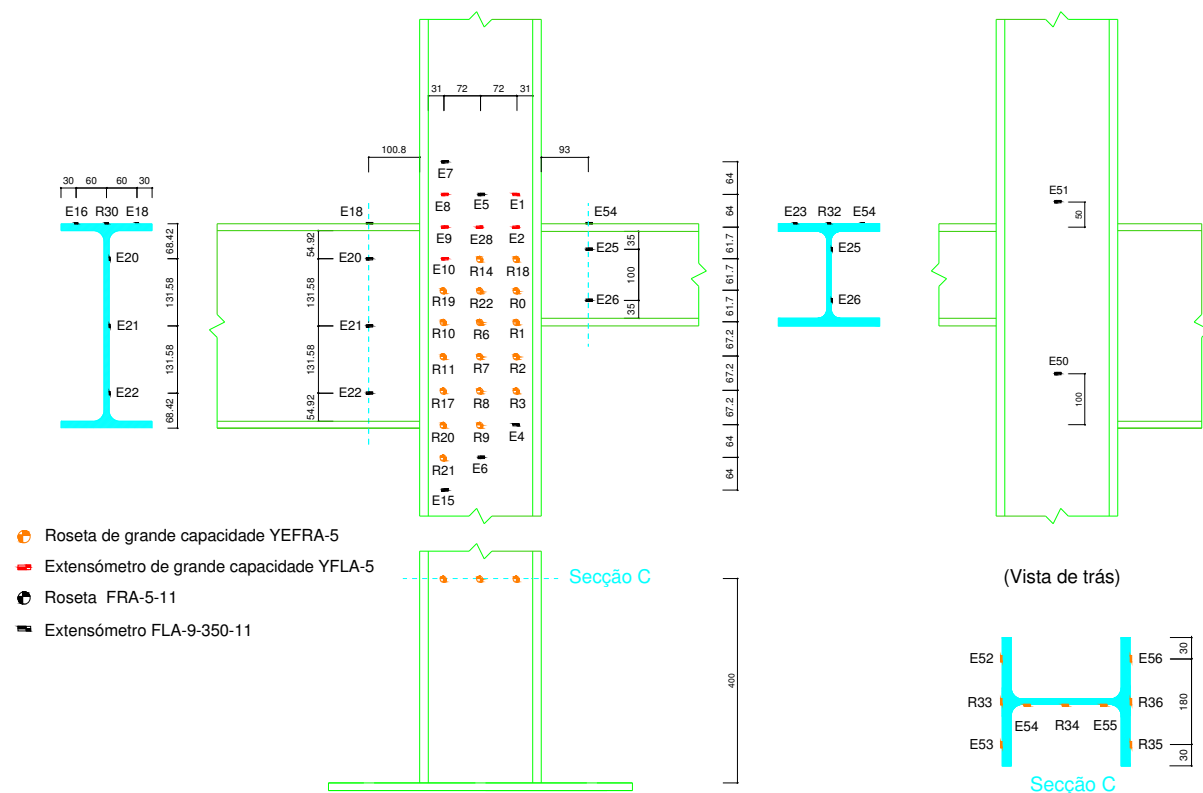 31 72 72 31
100.8
93
E7
E8 E5 E1
E9 E28 E2
E10 R14 R18
R19 R22 R0
R10 R6 R1
R11 R7 R2
R17 R8 R3
R20 R9 E4
R21 E6
E15
30 60 60 30
E16 R30 E18
E20
E21
E22
68.42
131.58
131.58
68.42
54.92
131.58
131.58
54.92
E18
E20
E21
E22
E54
E25
E26
35
100
35
64
64
61.7
61.7
61.7
67.2
67.2
67.2
64
64
E23 R32 E54
E25
E26
E51
50
E50
100
Roseta de grande capacidade YEFRA-5
Extensómetro de grande capacidade YFLA-5
Roseta FRA-5-11
Extensómetro FLA-9-350-11
Secção C
400
(Vista de trás)
E52 E56
R33 R36
E54 R34 E55
E53 R35
30
180
30
Secção C